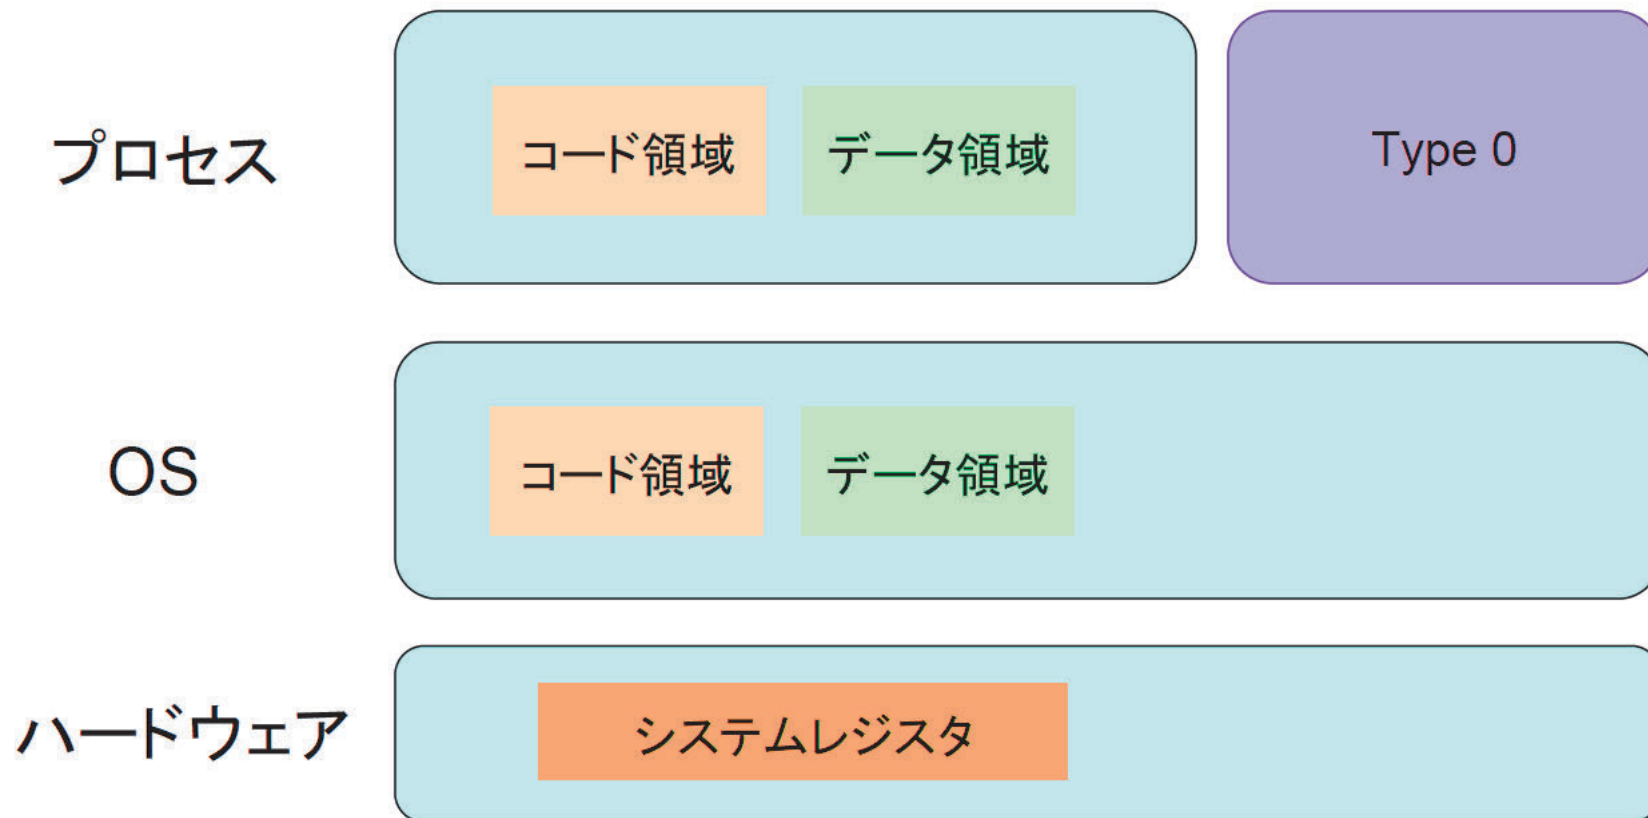 プロセス
コード領域
データ領域
Type 0
OS
コード領域
データ領域
ハードウェア
システムレジスタ